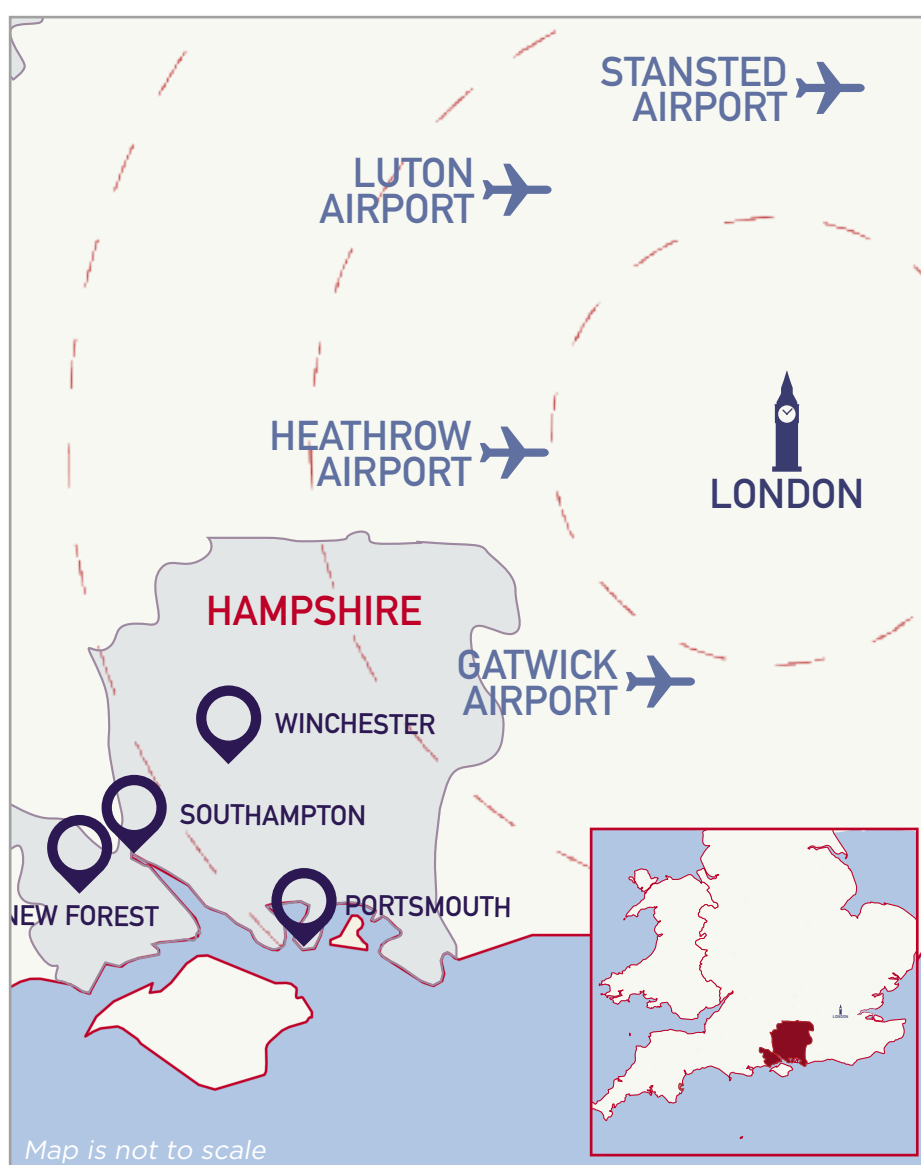 STANSTED
AIRPORT
LUTON
AIRPORT
HEATHROW
AIRPORT
LONDON
HAMPSHIRE
GATWICK
AIRPORT
WINCHESTER
SOUTHAMPTON
NEW FOREST
PORTSMOUTH
LONDON
Map is not to scale